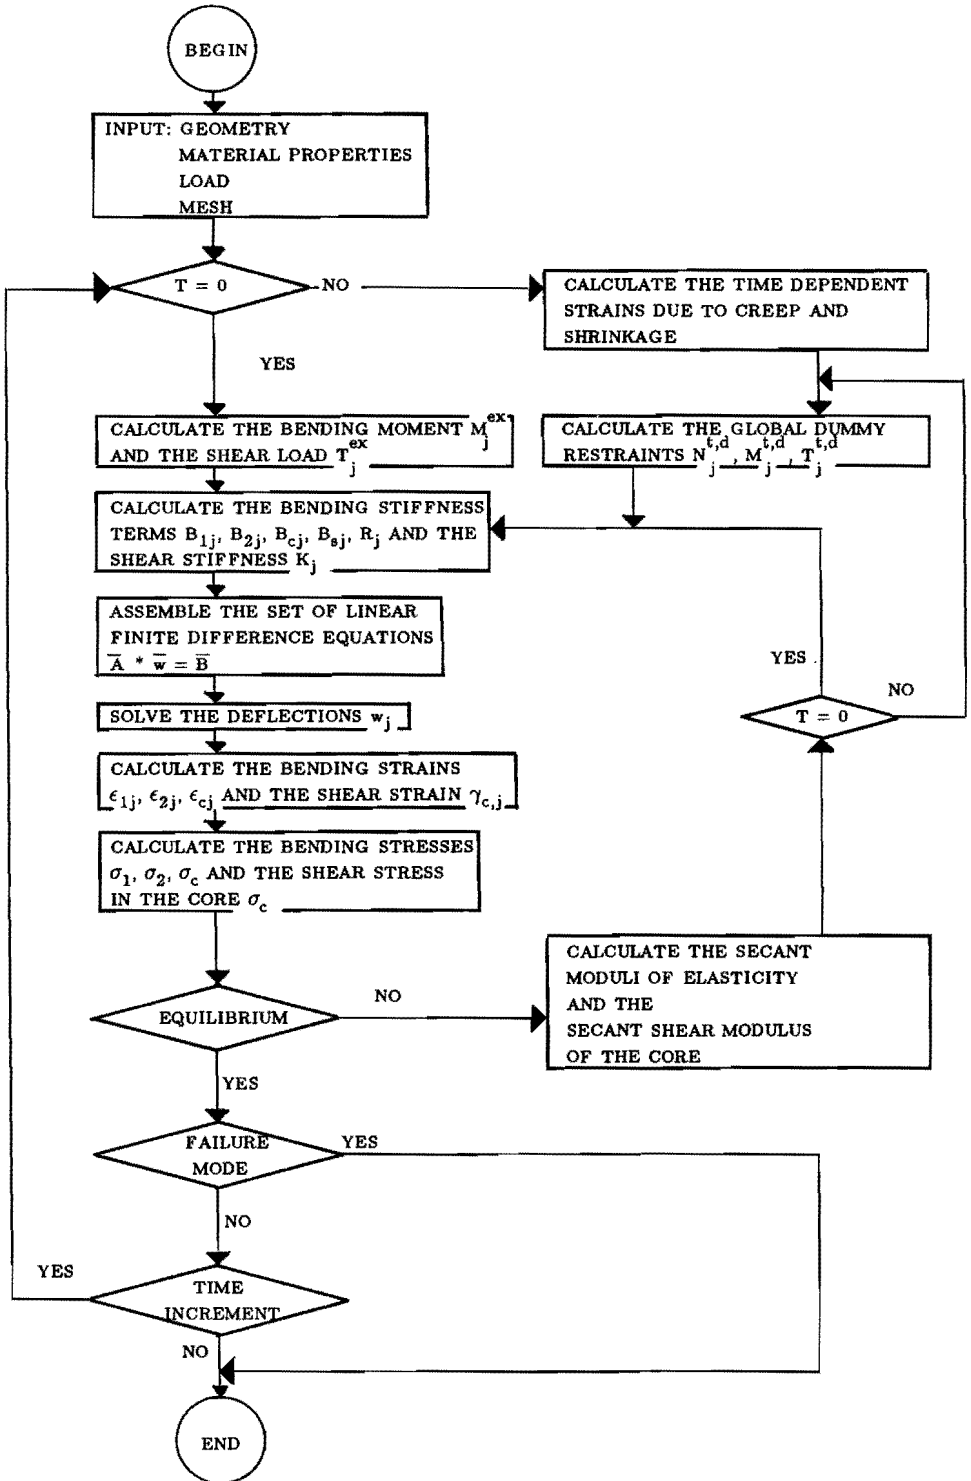 BEGIN
INPUT: GEOMETRY
MATERIAL PROPERTIES
LOAD
MESH
T = 0
NO
YES
CALCULATE THE TIME DEPENDENT
STRAINS DUE TO CREEP AND
SHRINKAGE
CALCULATE THE BENDING MOMENT M_j^ex
AND THE SHEAR LOAD T_j^ex
CALCULATE THE GLOBAL DUMMY
RESTRAINTS N_j^t,d, M_j^t,d, T_j^t,d
CALCULATE THE BENDING STIFFNESS
TERMS B_1j, B_2j, B_cj, B_sj, R_j AND THE
SHEAR STIFFNESS K_j
ASSEMBLE THE SET OF LINEAR
FINITE DIFFERENCE EQUATIONS
A̅ * w̅ = B̅
YES
NO
T = 0
SOLVE THE DEFLECTIONS w_j
CALCULATE THE BENDING STRAINS
ϵ_1j, ϵ_2j, ϵ_cj AND THE SHEAR STRAIN γ_c,j
CALCULATE THE BENDING STRESSES
σ_1, σ_2, σ_c AND THE SHEAR STRESS
IN THE CORE σ_c
CALCULATE THE SECANT
MODULI OF ELASTICITY
AND THE
SECANT SHEAR MODULUS
OF THE CORE
EQUILIBRIUM
NO
YES
FAILURE
MODE
YES
NO
YES
TIME
INCREMENT
NO
END